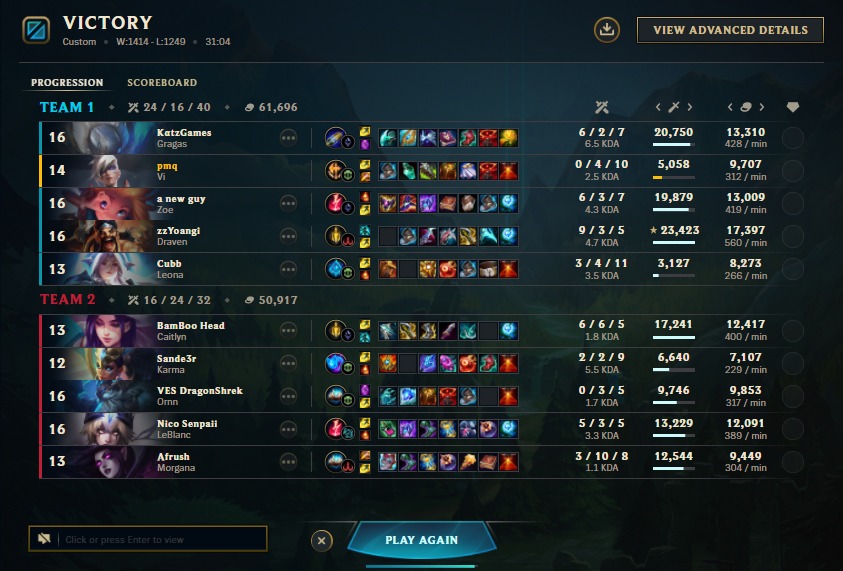 VICTORY
Custom • W:1414 - L:1249 • 31:04
VIEW ADVANCED DETAILS
PROGRESSION SCOREBOARD
TEAM 1 24 / 16 / 40 61,696
16 KatzGames 6 / 2 / 7 20,750 13,310
Gragas 6.5 KDA 428 / min
14 pmq 0 / 4 / 10 5,058 9,707
Vi 2.5 KDA 312 / min
16 a new guy 6 / 3 / 7 19,879 13,009
Zoe 4.3 KDA 419 / min
16 zzYoangi 9 / 3 / 5 23,423 17,397
Draven 4.7 KDA 560 / min
13 Cubb 3 / 4 / 11 3,127 8,273
Leona 3.5 KDA 266 / min
TEAM 2 16 / 24 / 32 50,917
13 BamBoo Head 6 / 6 / 5 17,241 12,417
Caitlyn 1.8 KDA 400 / min
12 Sande3r 2 / 2 / 9 6,640 7,107
Karma 5.5 KDA 229 / min
16 VES DragonShrek 0 / 3 / 5 9,746 9,853
Ornn 1.7 KDA 317 / min
16 Nico Senpaii 5 / 3 / 5 13,229 12,091
LeBlanc 3.3 KDA 389 / min
13 Afrush 3 / 10 / 8 12,544 9,449
Morgana 1.1 KDA 304 / min
Click or press Enter to view
PLAY AGAIN